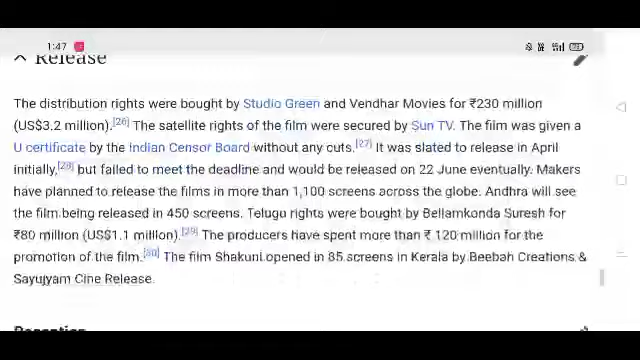 1:47
Release
The distribution rights were bought by Studio Green and Vendhar Movies for ₹230 million
(US$3.2 million).[26] The satellite rights of the film were secured by Sun TV. The film was given a
U certificate by the Indian Censor Board without any cuts.[27] It was slated to release in April
initially,[28] but failed to meet the deadline and would be released on 22 June eventually. Makers
have planned to release the films in more than 1,100 screens across the globe. Andhra will see
the film being released in 450 screens. Telugu rights were bought by Bellamkonda Suresh for
₹80 million (US$1.1 million).[29] The producers have spent more than ₹ 120 million for the
promotion of the film.[30] The film Shakuni opened in 85 screens in Kerala by Beebah Creations &
Sayujyam Cine Release.
Reception